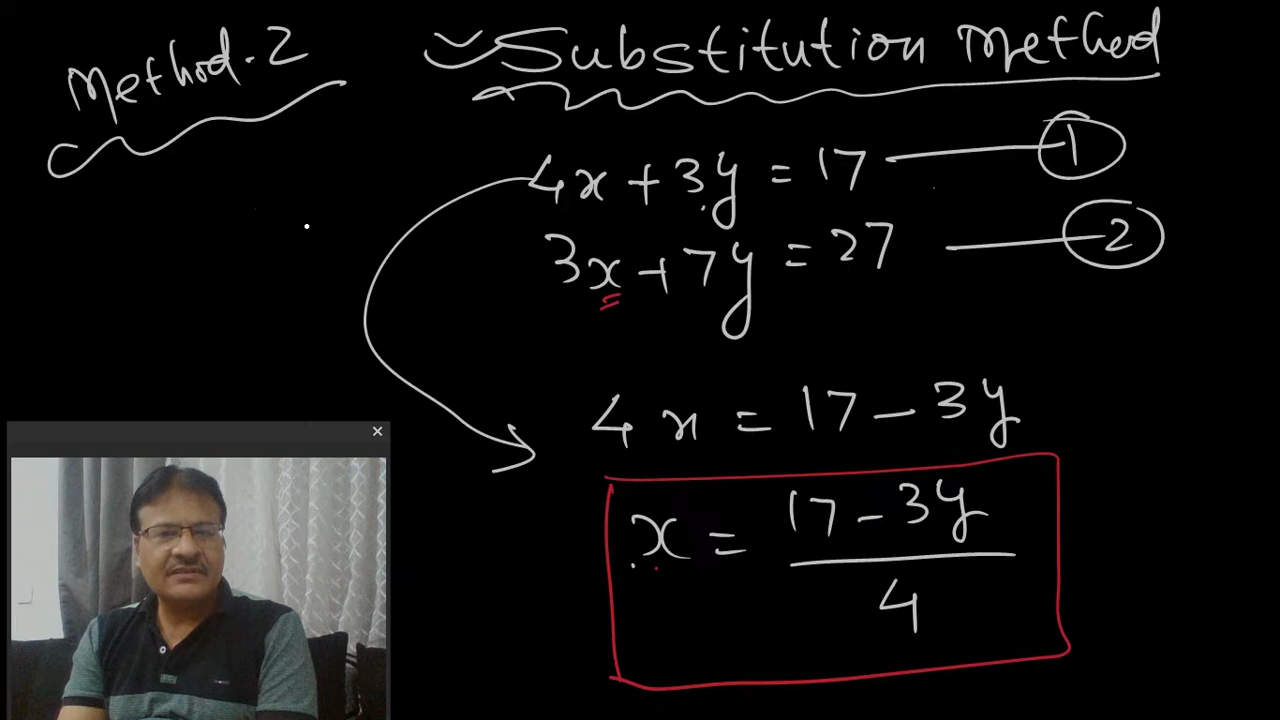 Method-2
Substitution Method
4x + 3y = 17 — 1
3x + 7y = 27 — 2
4x = 17 - 3y
x = 17 - 3y
4